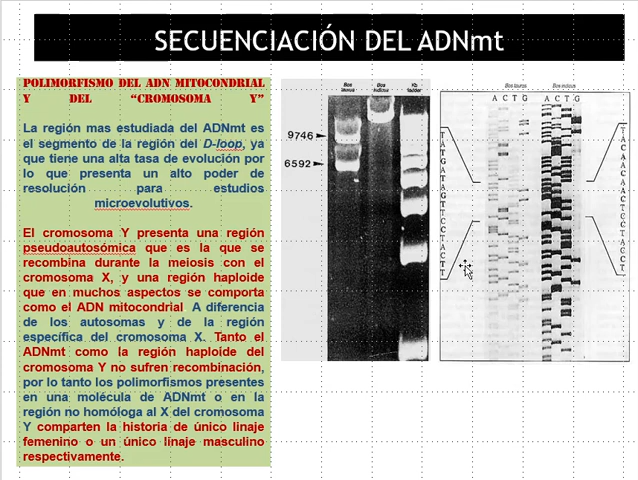 SECUENCIACIÓN DEL ADNmt
POLIMORFISMO DEL ADN MITOCONDRIAL
Y DEL “CROMOSOMA Y”
La región mas estudiada del ADNmt es
el segmento de la región del D-loop, ya
que tiene una alta tasa de evolución por
lo que presenta un alto poder de
resolución para estudios
microevolutivos.
El cromosoma Y presenta una región
pseudoautosómica que es la que se
recombina durante la meiosis con el
cromosoma X, y una región haploide
que en muchos aspectos se comporta
como el ADN mitocondrial A diferencia
de los autosomas y de la región
específica del cromosoma X. Tanto el
ADNmt como la región haploide del
cromosoma Y no sufren recombinación,
por lo tanto los polimorfismos presentes
en una molécula de ADNmt o en la
región no homóloga al X del cromosoma
Y comparten la historia de único linaje
femenino o un único linaje masculino
respectivamente.
Bos taurus
Bos indicus
Kb ladder
9746
6592
Bos taurus
Bos indicus
A C T G
A C T G